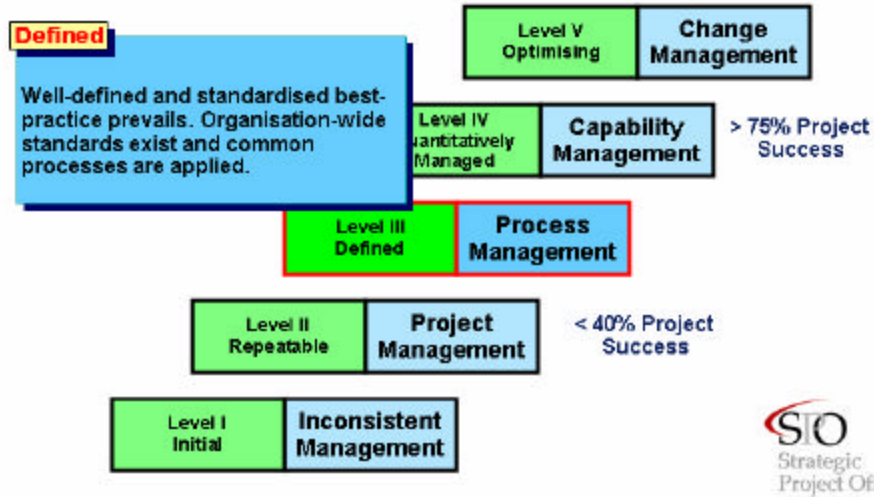 Defined
Well-defined and standardised best-
practice prevails. Organisation-wide
standards exist and common
processes are applied.
Level V
Optimising
Change
Management
Level IV
uantitatively
Managed
Capability
Management
> 75% Project
Success
Level III
Defined
Process
Management
Level II
Repeatable
Project
Management
< 40% Project
Success
Level I
Initial
Inconsistent
Management
SPO
Strategic
Project Of